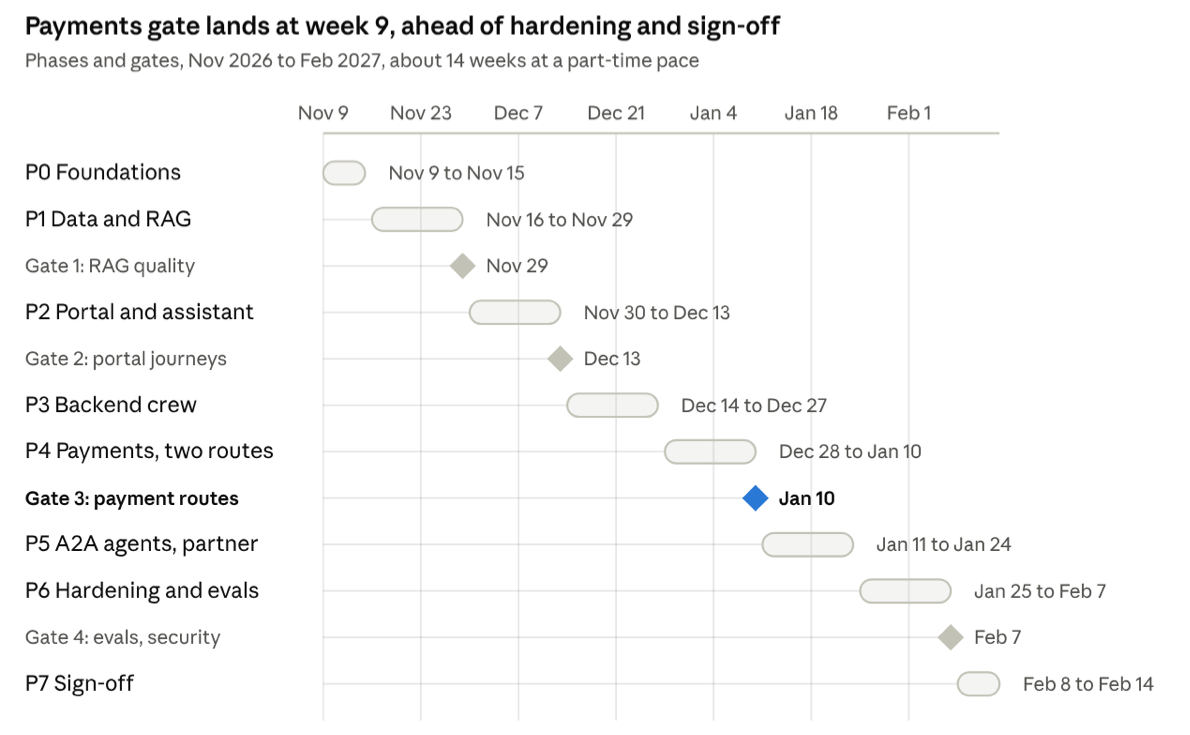 Payments gate lands at week 9, ahead of hardening and sign-off
Phases and gates, Nov 2026 to Feb 2027, about 14 weeks at a part-time pace
Nov 9 Nov 23 Dec 7 Dec 21 Jan 4 Jan 18 Feb 1
P0 Foundations Nov 9 to Nov 15
P1 Data and RAG Nov 16 to Nov 29
Gate 1: RAG quality Nov 29
P2 Portal and assistant Nov 30 to Dec 13
Gate 2: portal journeys Dec 13
P3 Backend crew Dec 14 to Dec 27
P4 Payments, two routes Dec 28 to Jan 10
Gate 3: payment routes Jan 10
P5 A2A agents, partner Jan 11 to Jan 24
P6 Hardening and evals Jan 25 to Feb 7
Gate 4: evals, security Feb 7
P7 Sign-off Feb 8 to Feb 14